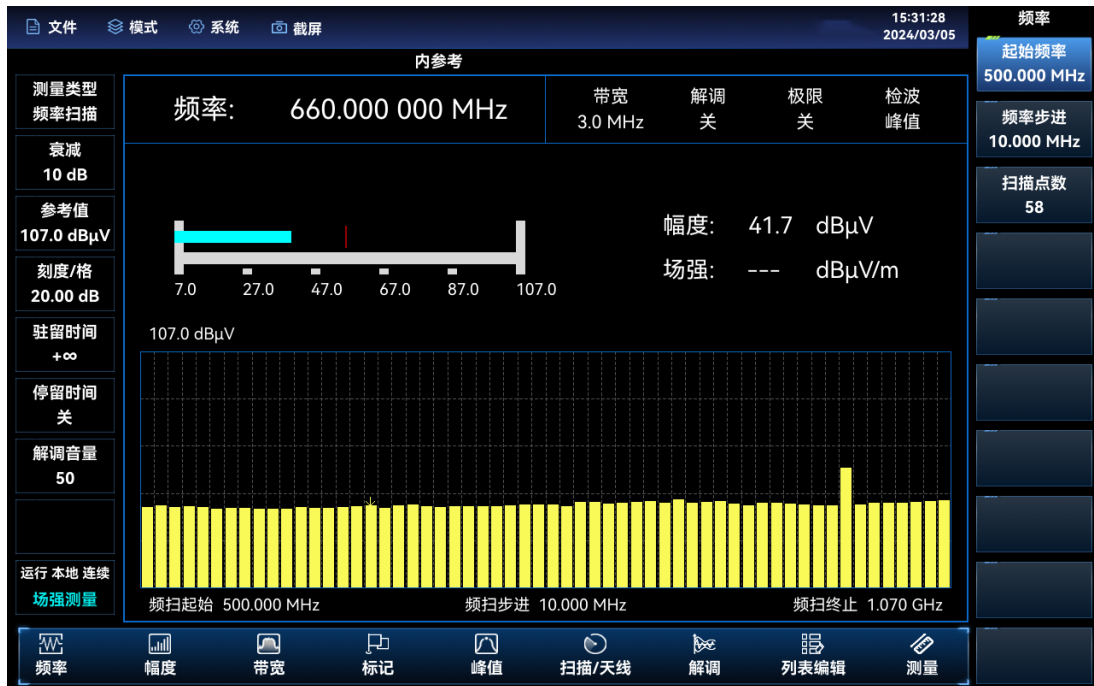 文件 模式 系统 截屏
15:31:28
2024/03/05
内参考
测量类型
频率扫描
衰减
10 dB
参考值
107.0 dBµV
刻度/格
20.00 dB
驻留时间
+∞
停留时间
关
解调音量
50
运行 本地 连续
场强测量
频率: 660.000 000 MHz
带宽 解调 极限 检波
3.0 MHz 关 关 峰值
幅度: 41.7 dBµV
场强: --- dBµV/m
7.0 27.0 47.0 67.0 87.0 107.0
107.0 dBµV
频扫起始 500.000 MHz 频扫步进 10.000 MHz 频扫终止 1.070 GHz
频率
起始频率
500.000 MHz
频率步进
10.000 MHz
扫描点数
58
频率 幅度 带宽 标记 峰值 扫描/天线 解调 列表编辑 测量